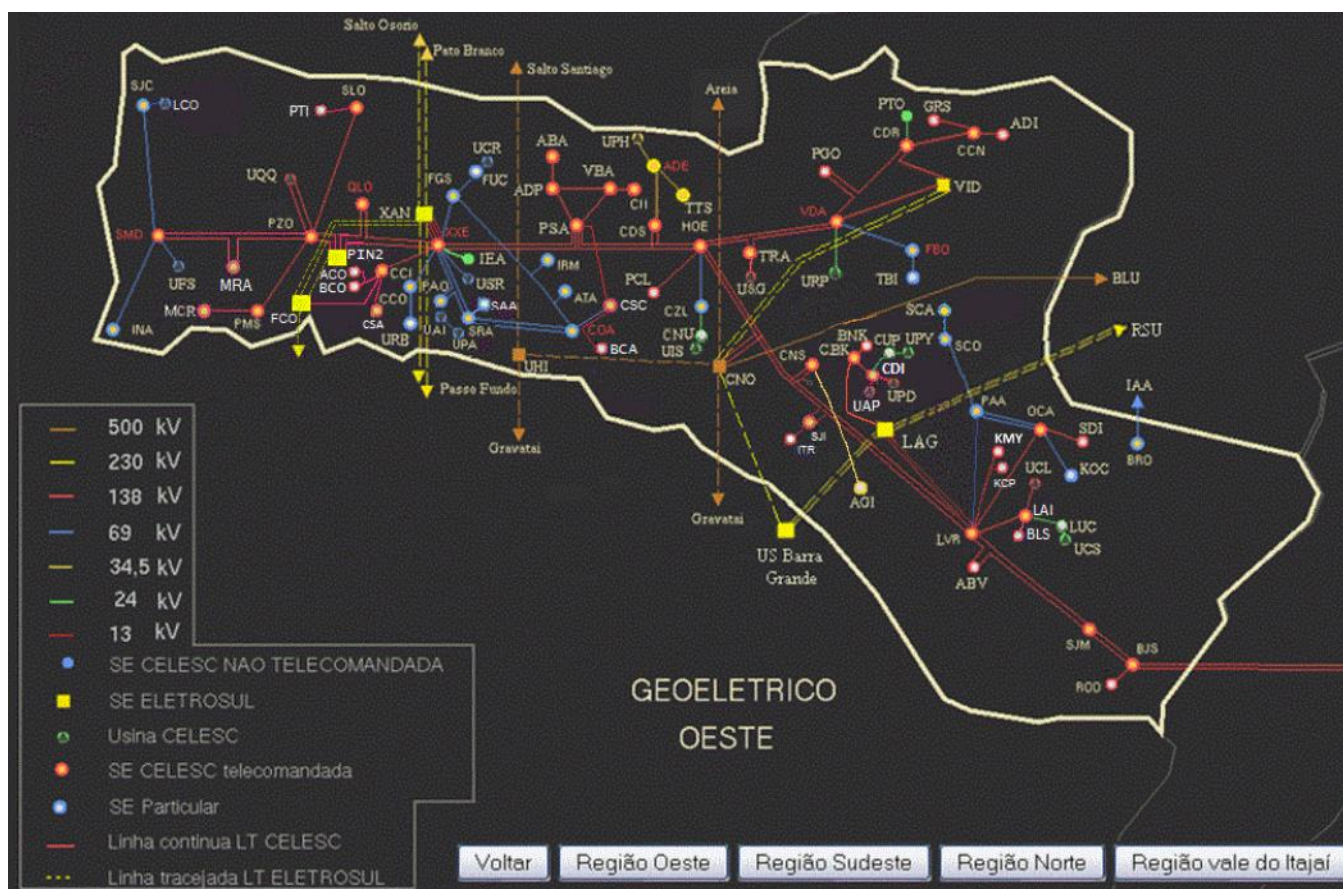 Salto Osorio
Pato Branco
Salto Santiago
Areia
SJC
LCO
PTI
SLO
UQQ
PZO
QLO
XAN
SMD
UFS
MRA
PIN2
ACO
BCO
CCI
CCO
CSA
MCR
PMS
FCO
INA
URB
UCR
FUC
FGS
XXE
IEA
USR
PAO
UAI
UPA
SRA
SAA
IRM
ATA
COA
CSC
BCA
ABA
ADP
VBA
PSA
UPH
ADE
TTS
CDS
HOE
PCL
CZL
CNU
UIS
PTO
GRS
CDR
CCN
ADI
PGO
VID
VDA
TRA
USG
URP
FBO
TBI
BLU
RSU
SCA
SCO
CNO
CNS
CBK
BNK
CUP
UPY
CDI
UPD
UAP
LAG
SJI
ITR
AGI
PAA
OCA
SDI
KOC
IAA
BRO
KMY
KCP
UCL
LAI
BLS
LUC
UCS
LVR
ABV
SJM
BJS
ROD
UHI
Passo Fundo
Gravatai
Gravatai
US Barra
Grande
500 kV
230 kV
138 kV
69 kV
34,5 kV
24 kV
13 kV
SE CELESC NAO TELECOMANDADA
SE ELETROSUL
Usina CELESC
SE CELESC telecomandada
SE Particular
Linha continua LT CELESC
Linha tracejada LT ELETROSUL
GEOELETRICO
OESTE
Voltar
Região Oeste
Região Sudeste
Região Norte
Região vale do Itajaí